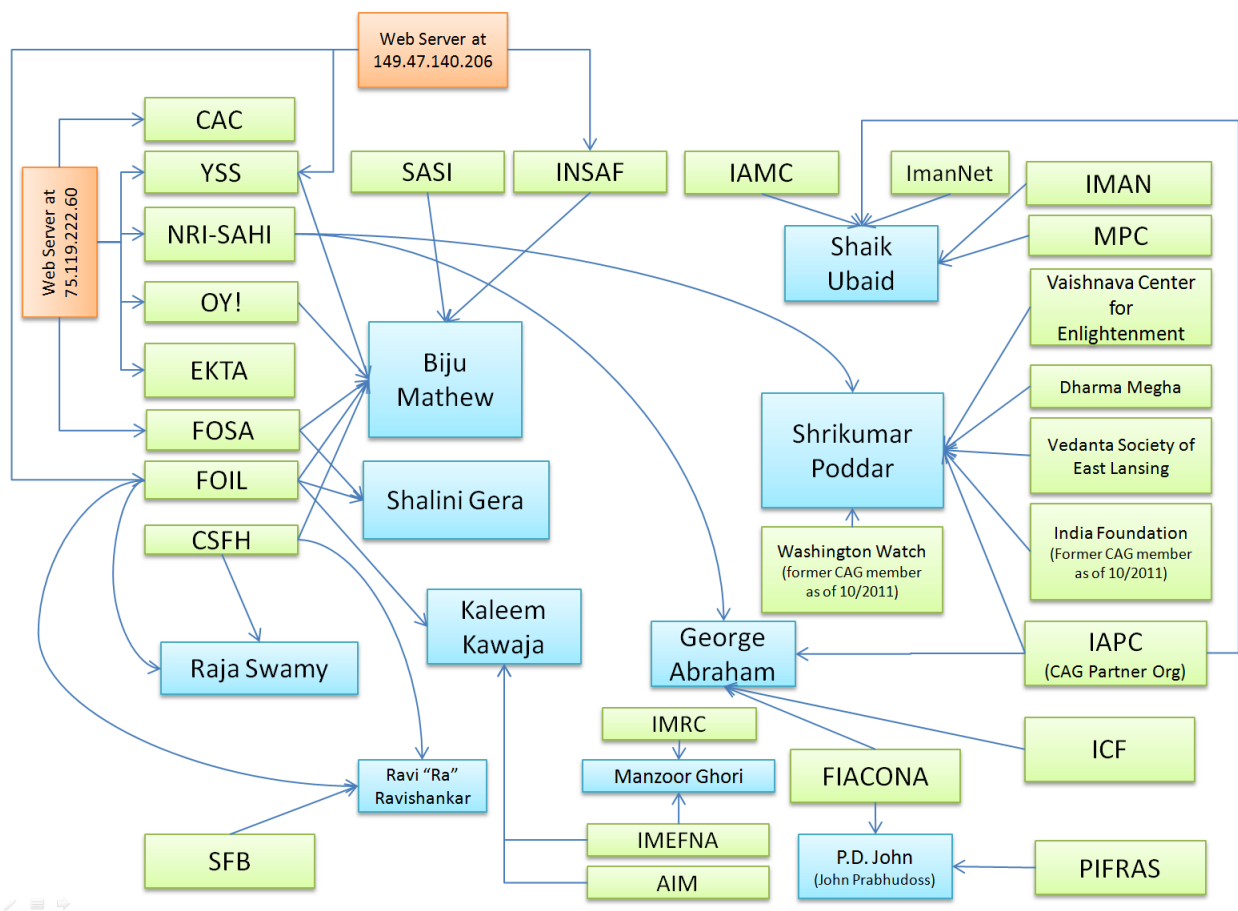 Web Server at
149.47.140.206
Web Server at
75.119.222.60
CAC
YSS
NRI-SAHI
OY!
EKTA
FOSA
FOIL
CSFH
SASI
INSAF
IAMC
ImanNet
IMAN
MPC
Shaik
Ubaid
Vaishnava Center
for
Enlightenment
Biju
Mathew
Dharma Megha
Shrikumar
Poddar
Vedanta Society of
East Lansing
Shalini Gera
India Foundation
(Former CAG member
as of 10/2011)
Washington Watch
(former CAG member
as of 10/2011)
Kaleem
Kawaja
George
Abraham
IAPC
(CAG Partner Org)
Raja Swamy
IMRC
ICF
Manzoor Ghori
FIACONA
Ravi “Ra”
Ravishankar
IMEFNA
SFB
AIM
P.D. John
(John Prabhudoss)
PIFRAS